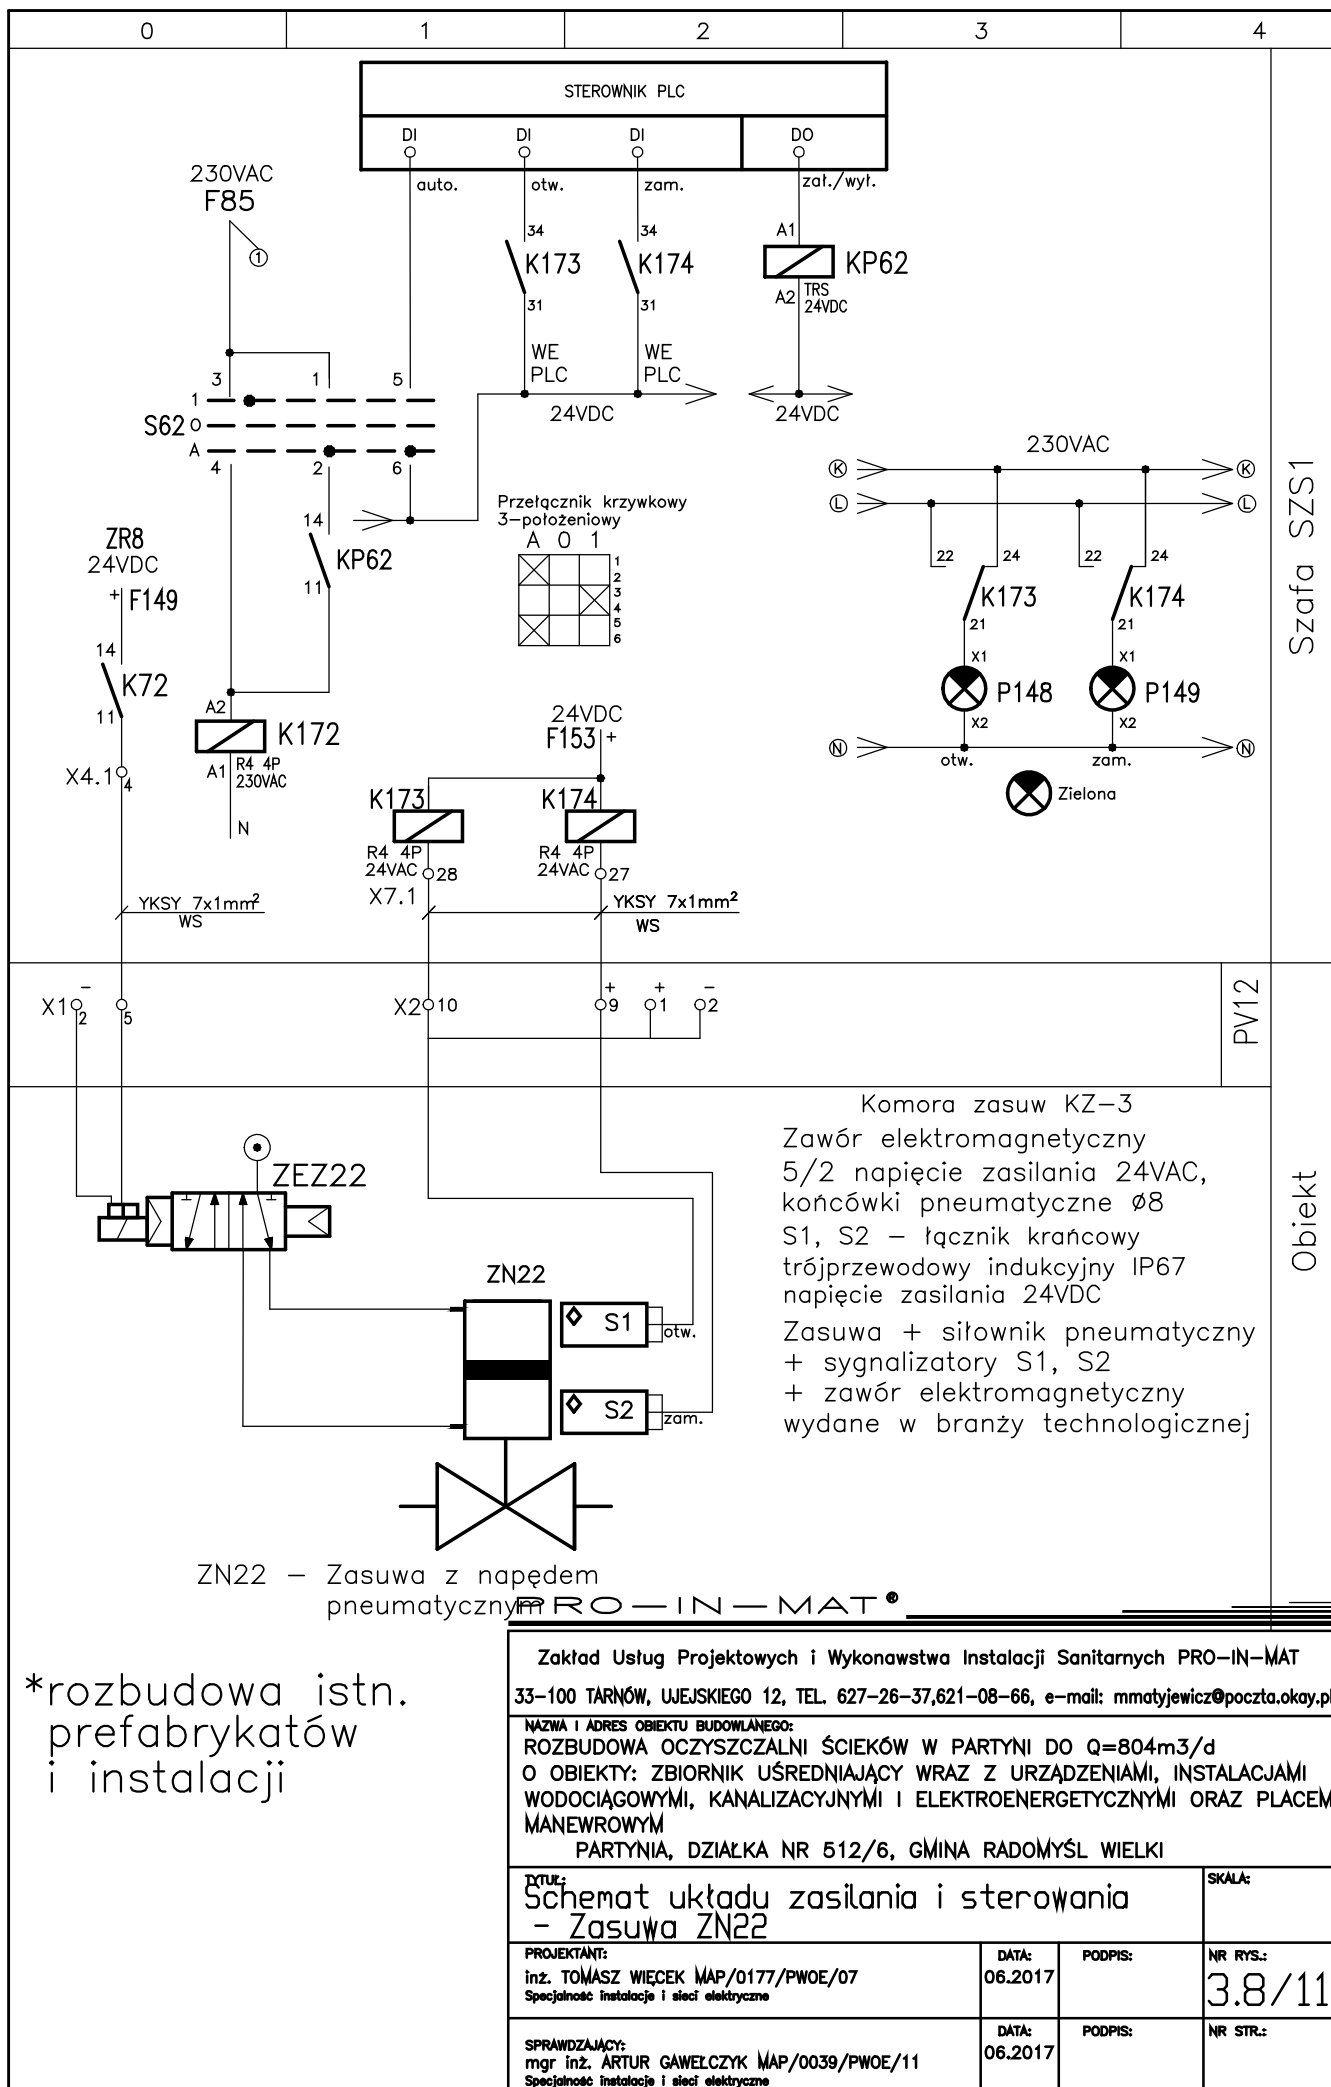 0 1 2 3 4
STEROWNIK PLC
DI DI DI DO
auto. otw. zam. zał./wył.
230VAC
F85
1
34 34 A1
K173 K174 KP62
31 31 A2 TRS
24VDC
WE WE
PLC PLC
24VDC 24VDC
3 1 5
1
S62 0
A
4 2 6
230VAC
K K
L L
Przełącznik krzywkowy
3-położeniowy
A 0 1
1
2
3
4
5
6
14
KP62
11
ZR8
24VDC
+ F149
14
K72
11
X4.1 4
A2
K172
A1 R4 4P
230VAC
N
22 24 22 24
K173 K174
21 21
X1 X1
P148 P149
X2 X2
N N
otw. zam.
Zielona
24VDC
F153 +
K173 K174
R4 4P R4 4P
24VAC 28 24VAC 27
X7.1
YKSY 7x1mm²
WS
YKSY 7x1mm²
WS
Szafa SZS1
- + + -
X1 2 5 X2 10 9 1 2
PV12
Obiekt
Komora zasuw KZ-3
Zawór elektromagnetyczny
5/2 napięcie zasilania 24VAC,
końcówki pneumatyczne ø8
S1, S2 - łącznik krańcowy
trójprzewodowy indukcyjny IP67
napięcie zasilania 24VDC
Zasuwa + siłownik pneumatyczny
+ sygnalizatory S1, S2
+ zawór elektromagnetyczny
wydane w branży technologicznej
ZEZ22
ZN22
S1
otw.
S2
zam.
ZN22 - Zasuwa z napędem
pneumatycznym
PRO-IN-MAT®
*rozbudowa istn.
prefabrykatów
i instalacji
Zakład Usług Projektowych i Wykonawstwa Instalacji Sanitarnych PRO-IN-MAT
33-100 TARNÓW, UJEJSKIEGO 12, TEL. 627-26-37,621-08-66, e-mail: mmatyjewicz@poczta.okay.pl
NAZWA I ADRES OBIEKTU BUDOWLANEGO:
ROZBUDOWA OCZYSZCZALNI ŚCIEKÓW W PARTYNI DO Q=804m3/d
O OBIEKTY: ZBIORNIK UŚREDNIAJĄCY WRAZ Z URZĄDZENIAMI, INSTALACJAMI
WODOCIĄGOWYMI, KANALIZACYJNYMI I ELEKTROENERGETYCZNYMI ORAZ PLACEM
MANEWROWYM
PARTYNIA, DZIAŁKA NR 512/6, GMINA RADOMYŚL WIELKI
TYTUŁ:
Schemat układu zasilania i sterowania
- Zasuwa ZN22
SKALA:
PROJEKTANT:
inż. TOMASZ WIĘCEK MAP/0177/PWOE/07
Specjalność instalacje i sieci elektryczne
DATA:
06.2017
PODPIS:
NR RYS.:
3.8/11
SPRAWDZAJĄCY:
mgr inż. ARTUR GAWEŁCZYK MAP/0039/PWOE/11
Specjalność instalacje i sieci elektryczne
DATA:
06.2017
PODPIS:
NR STR.: